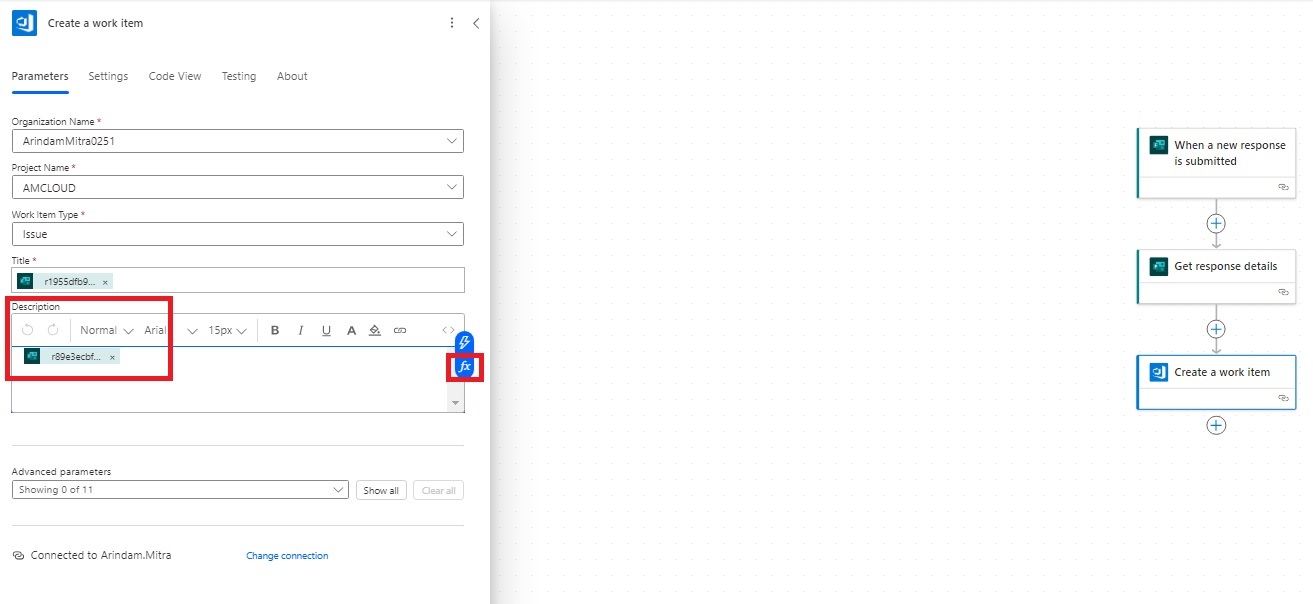 Create a work item
Parameters Settings Code View Testing About
Organization Name *
ArindamMitra0251
Project Name *
AMCLOUD
Work Item Type *
Issue
Title *
r1955dfb9... ×
Description
Normal Arial 15px B I U A <>
r89e3ecbf... ×
fx
Advanced parameters
Showing 0 of 11 Show all Clear all
Connected to Arindam.Mitra Change connection
When a new response
is submitted
Get response details
Create a work item